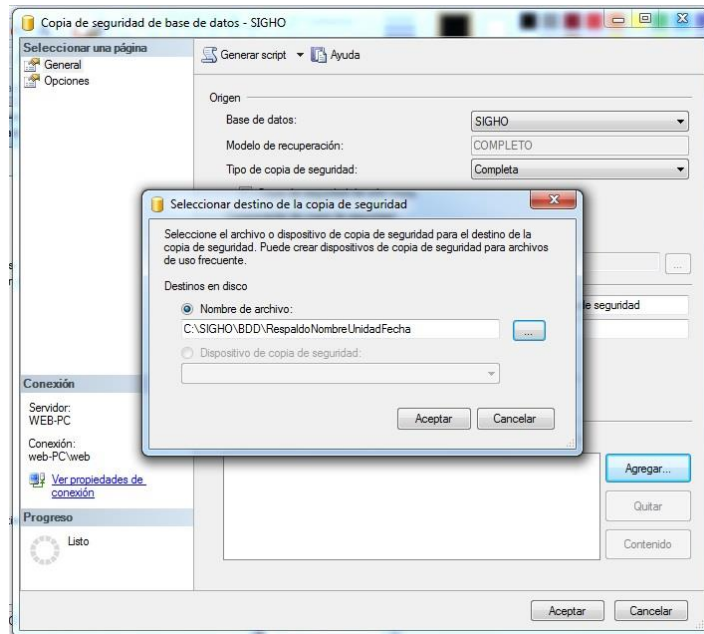 Copia de seguridad de base de datos - SIGHO
Seleccionar una página
General
Opciones
Generar script
Ayuda
Origen
Base de datos:
SIGHO
Modelo de recuperación:
COMPLETO
Tipo de copia de seguridad:
Completa
Seleccionar destino de la copia de seguridad
Seleccione el archivo o dispositivo de copia de seguridad para el destino de la
copia de seguridad. Puede crear dispositivos de copia de seguridad para archivos
de uso frecuente.
Destinos en disco
Nombre de archivo:
C:\SIGHO\BDD\RespaldoNombreUnidadFecha
...
Dispositivo de copia de seguridad:
Aceptar
Cancelar
...
de seguridad
Conexión
Servidor:
WEB-PC
Conexión:
web-PC\web
Ver propiedades de
conexión
Progreso
Listo
Agregar...
Quitar
Contenido
Aceptar
Cancelar